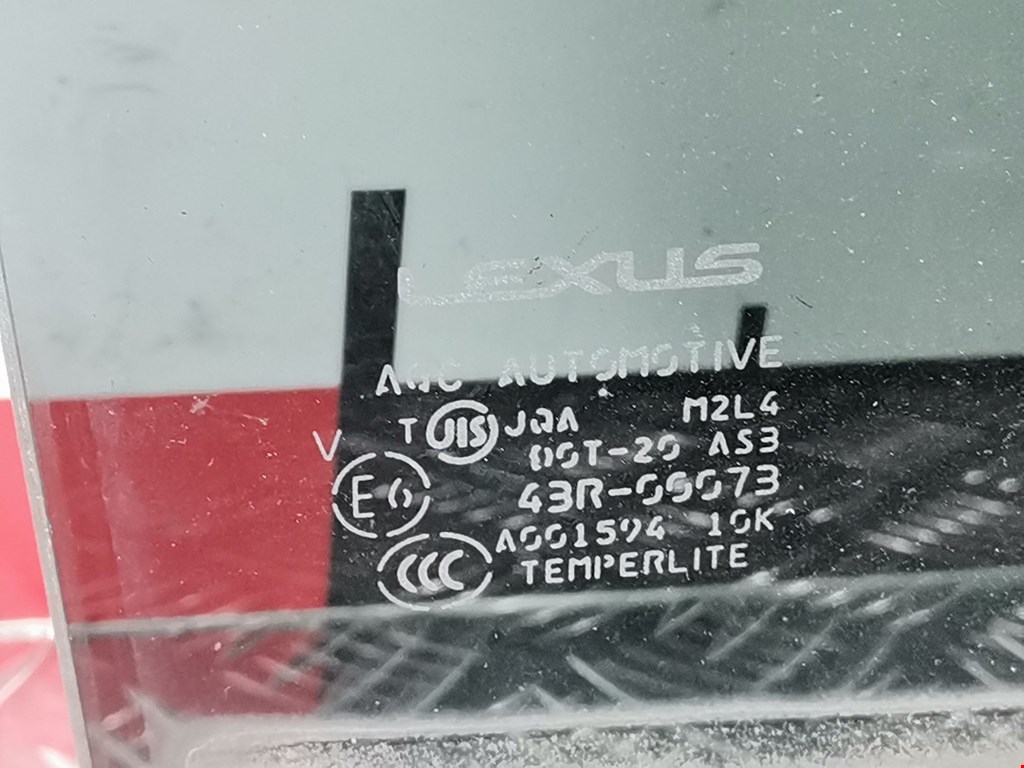 LEXUS
AGC AUTOMOTIVE
T JIS JQA M2L4
V DOT-20 AS3
E6 43R-00073
A001594 10K
CCC TEMPERLITE